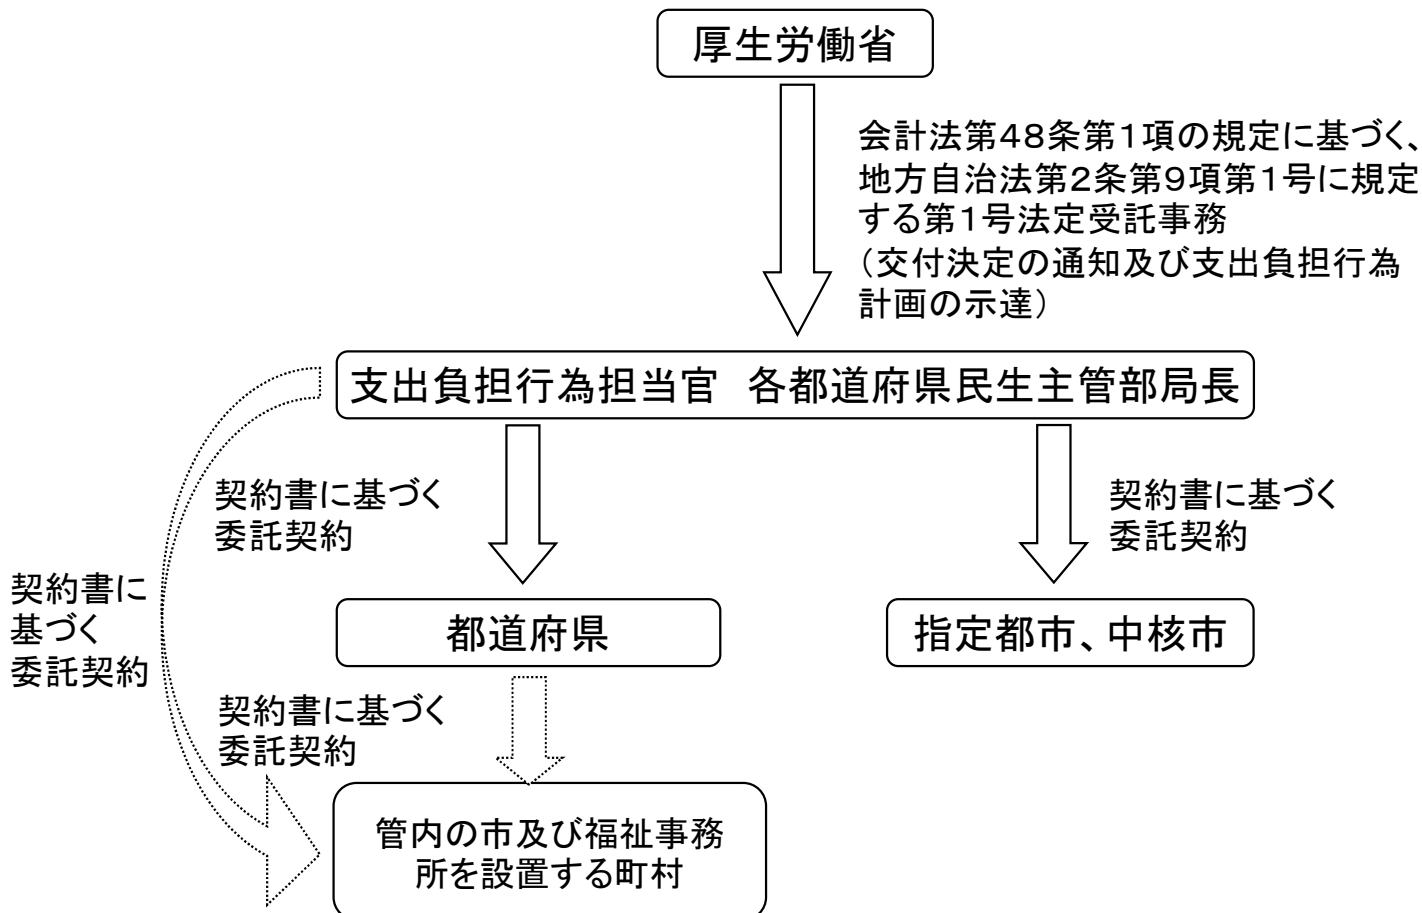 厚生労働省
会計法第48条第1項の規定に基づく、
地方自治法第2条第9項第1号に規定
する第1号法定受託事務
（交付決定の通知及び支出負担行為
計画の示達）
支出負担行為担当官　各都道府県民生主管部局長
契約書に基づく
委託契約
契約書に基づく
委託契約
契約書に
基づく
委託契約
都道府県
指定都市、中核市
契約書に基づく
委託契約
管内の市及び福祉事務
所を設置する町村